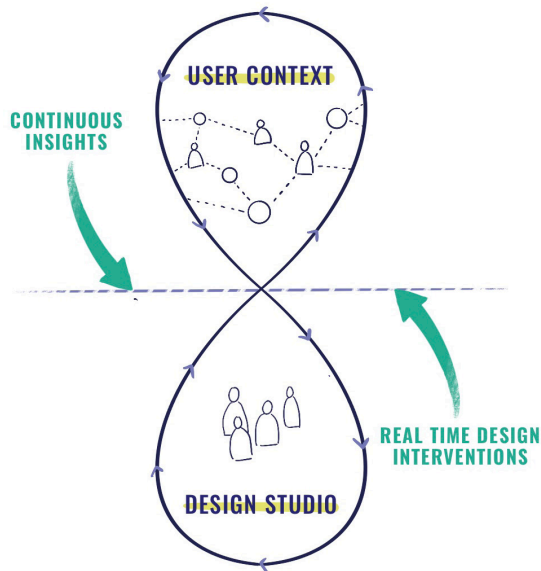 USER CONTEXT
CONTINUOUS
INSIGHTS
REAL TIME DESIGN
INTERVENTIONS
DESIGN STUDIO